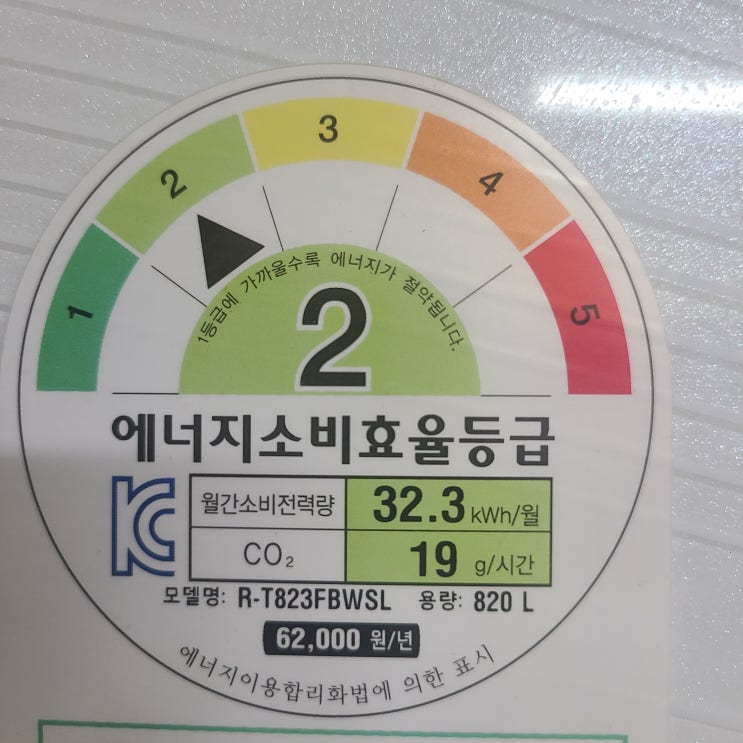 1
2
3
4
5
1등급에 가까울수록 에너지가 절약됩니다.
2
에너지소비효율등급
KC
월간소비전력량 32.3 kWh/월
CO₂ 19 g/시간
모델명: R-T823FBWSL 용량: 820 L
62,000 원/년
에너지이용합리화법에 의한 표시